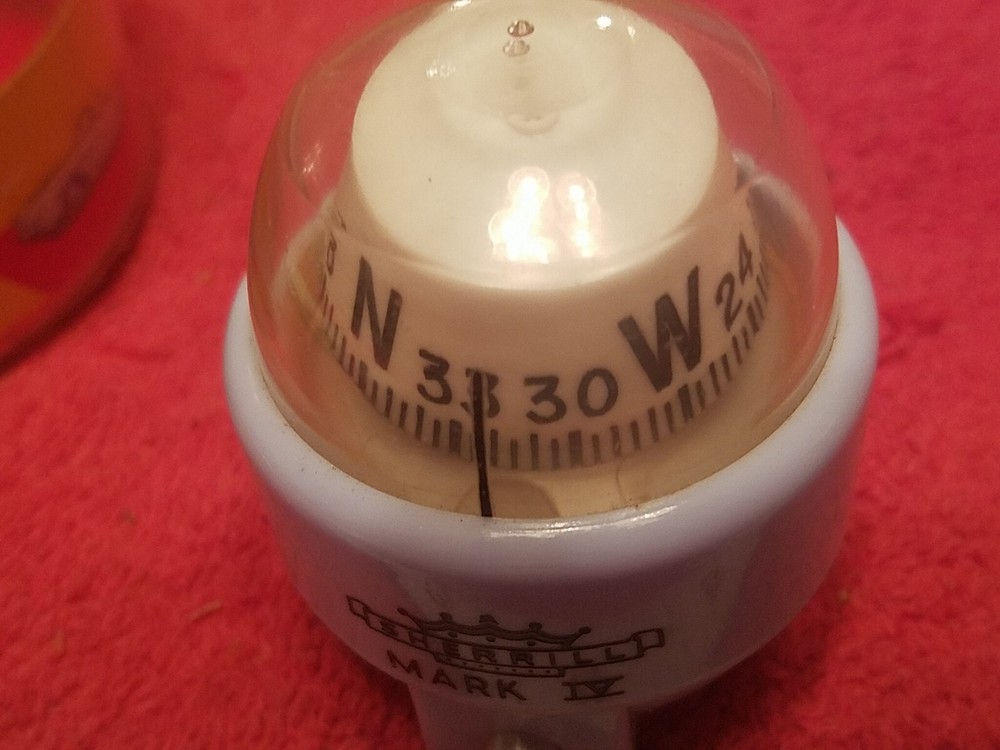 N 33 30 W 24
SHERRILL
MARK IV